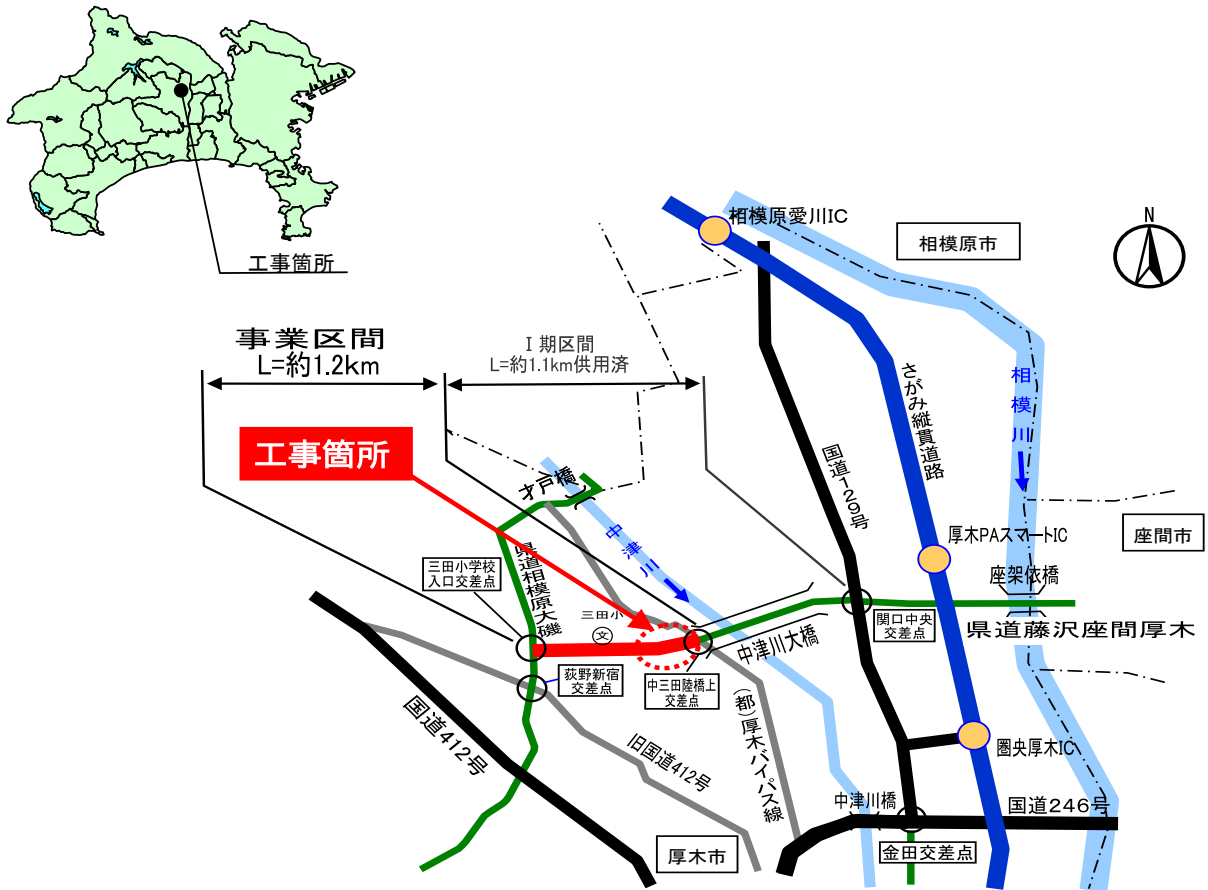 工事箇所
N
相模原愛川IC
相模原市
事業区間
L=約1.2km
Ⅰ期区間
L=約1.1km供用済
さがみ縦貫道路
相模川
工事箇所
才戸橋
国道129号
中津川
厚木PAスマートIC
座間市
座架依橋
三田小学校
入口交差点
県道相模原大磯
三田小
文
関口中央
交差点
県道藤沢座間厚木
中津川大橋
荻野新宿
交差点
中三田陸橋上
交差点
国道412号
旧国道412号
(都)厚木バイパス線
圏央厚木IC
中津川橋
国道246号
厚木市
金田交差点